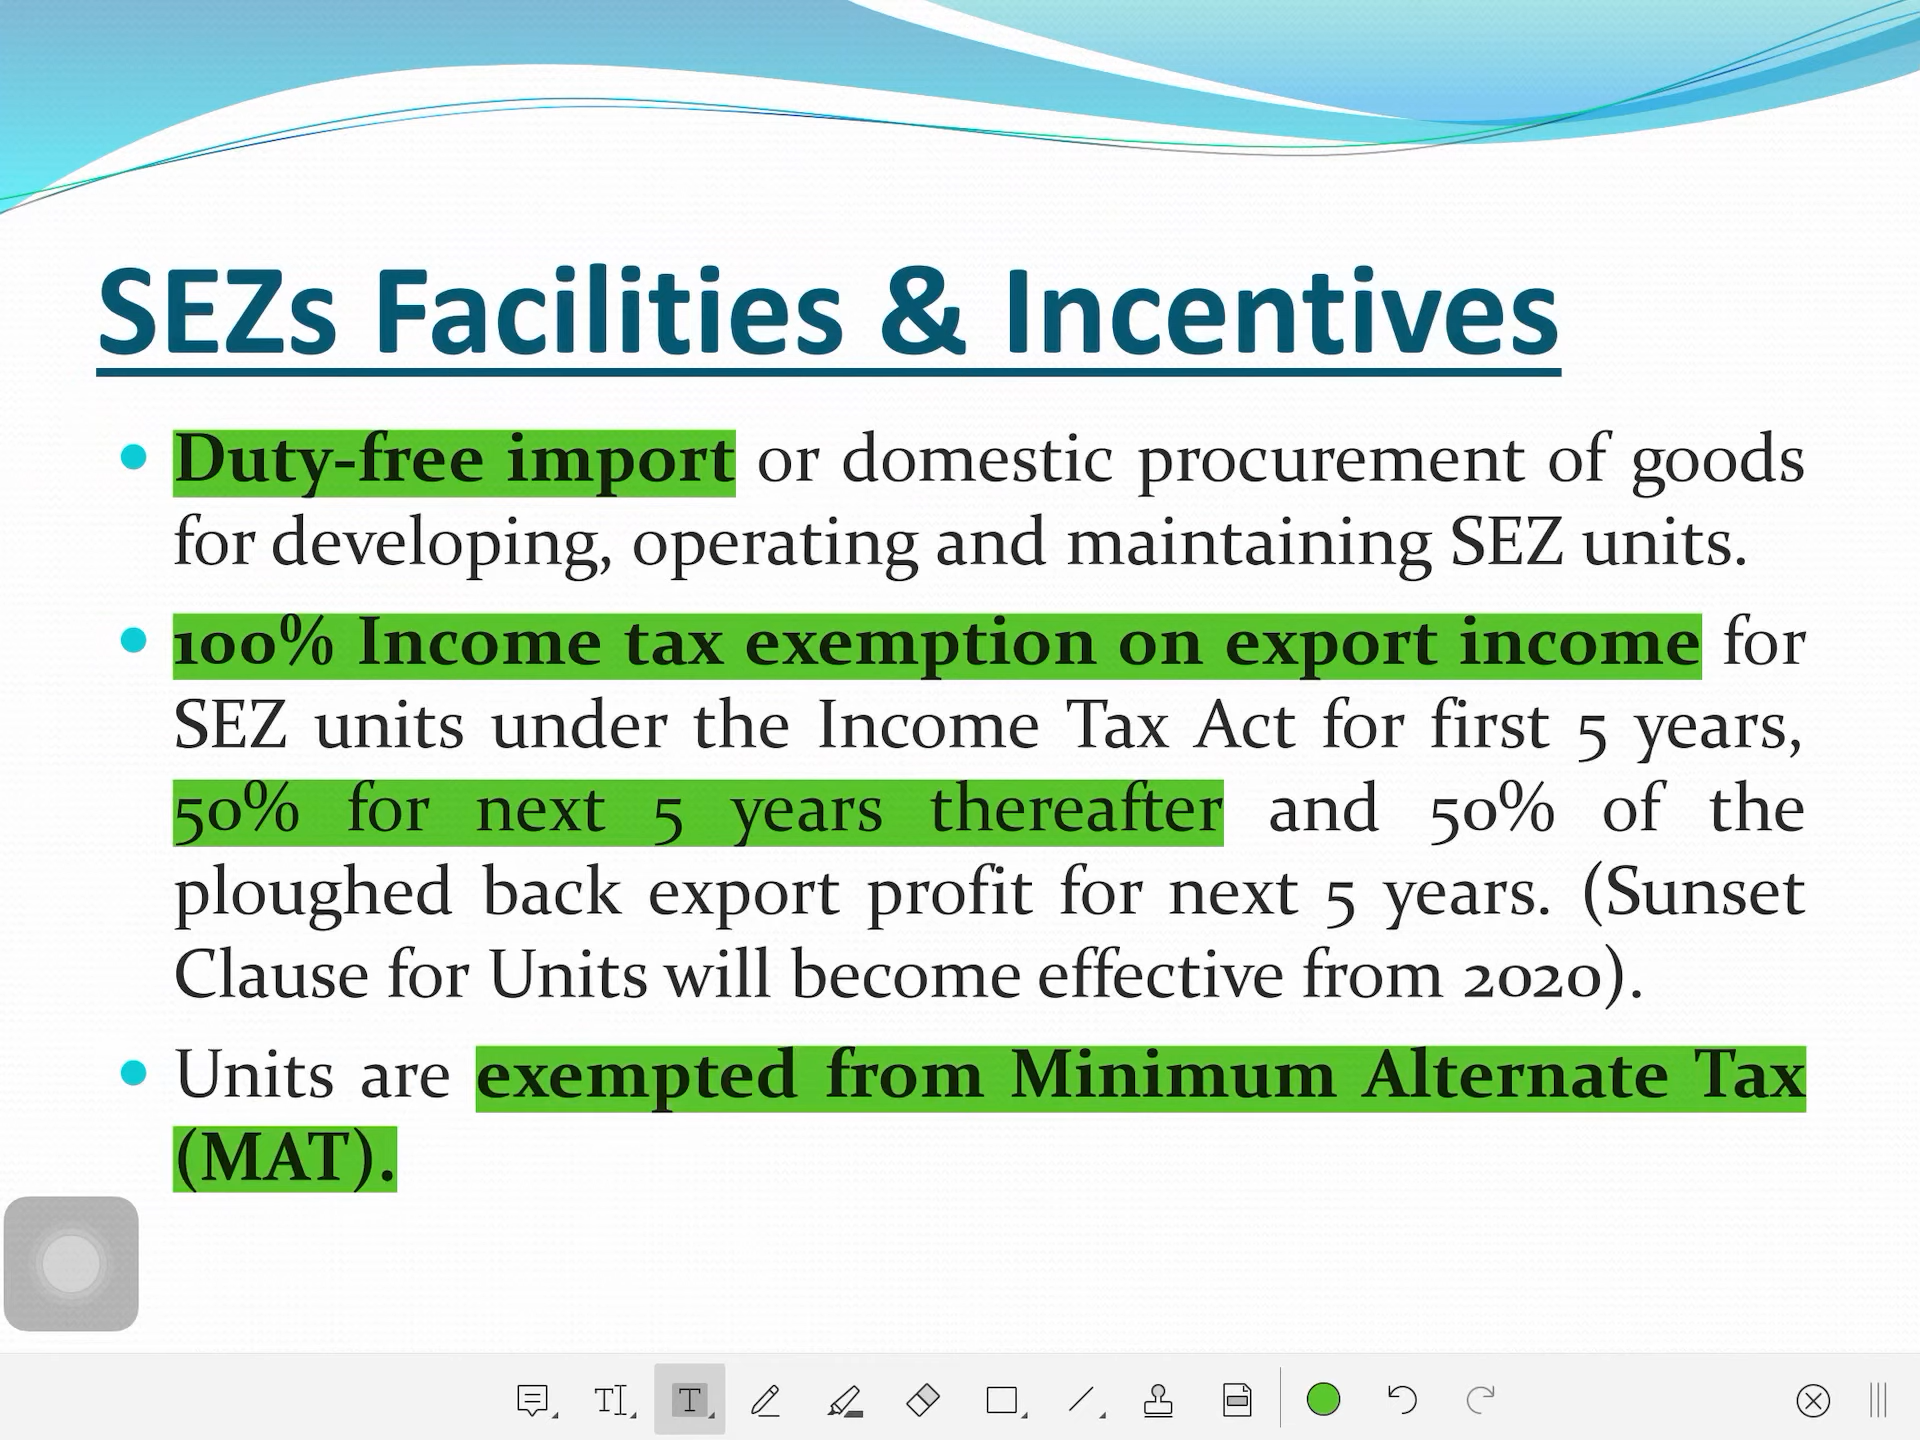 SEZs Facilities & Incentives
• Duty-free import or domestic procurement of goods
for developing, operating and maintaining SEZ units.
• 100% Income tax exemption on export income for
SEZ units under the Income Tax Act for first 5 years,
50% for next 5 years thereafter and 50% of the
ploughed back export profit for next 5 years. (Sunset
Clause for Units will become effective from 2020).
• Units are exempted from Minimum Alternate Tax
(MAT).